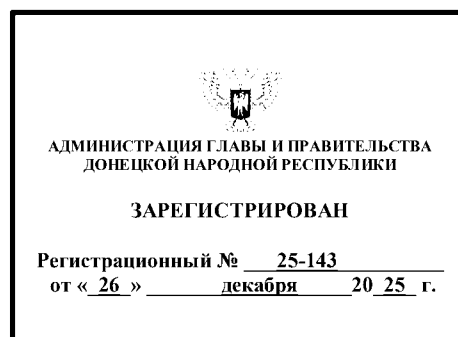 АДМИНИСТРАЦИЯ ГЛАВЫ И ПРАВИТЕЛЬСТВА
ДОНЕЦКОЙ НАРОДНОЙ РЕСПУБЛИКИ
ЗАРЕГИСТРИРОВАН
Регистрационный № 25-143
от « 26 » декабря 20 25 г.